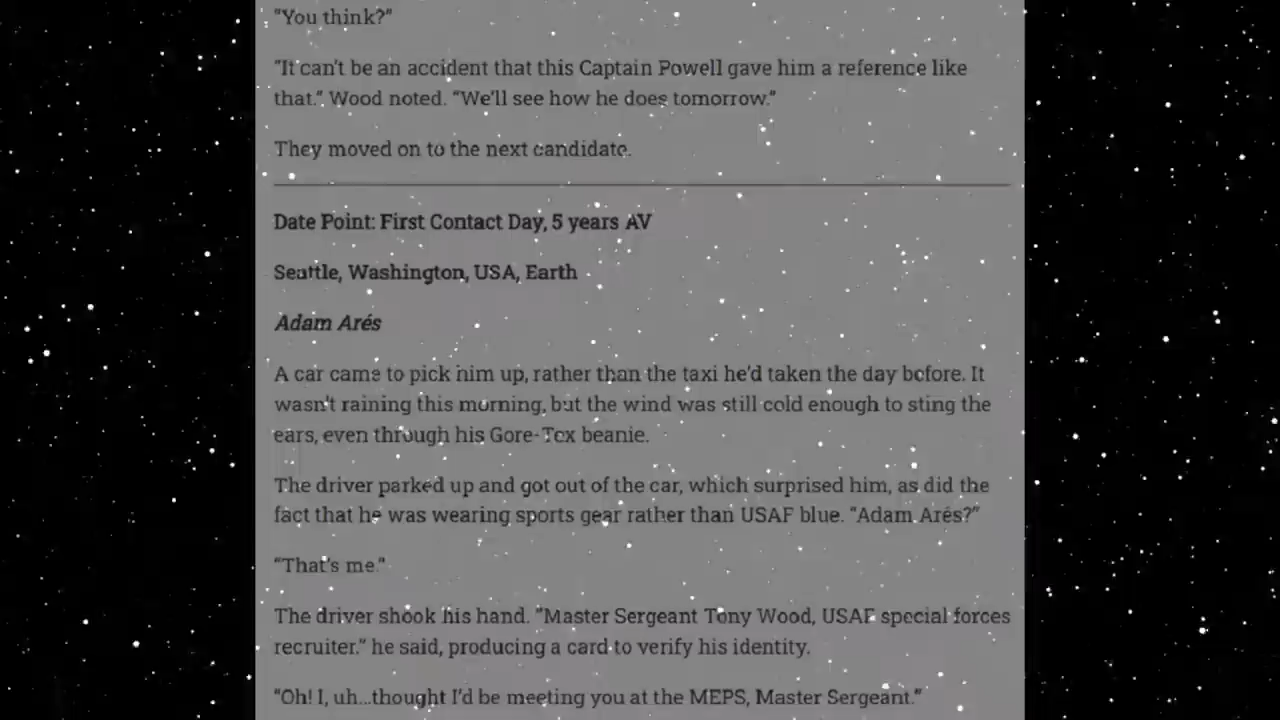 "You think?"
"It can't be an accident that this Captain Powell gave him a reference like
that." Wood noted. "We'll see how he does tomorrow."
They moved on to the next candidate.
Date Point: First Contact Day, 5 years AV
Seattle, Washington, USA, Earth
Adam Arés
A car came to pick him up, rather than the taxi he'd taken the day before. It
wasn't raining this morning, but the wind was still cold enough to sting the
ears, even through his Gore-Tex beanie.
The driver parked up and got out of the car, which surprised him, as did the
fact that he was wearing sports gear rather than USAF blue. "Adam Arés?"
"That's me."
The driver shook his hand. "Master Sergeant Tony Wood, USAF special forces
recruiter." he said, producing a card to verify his identity.
"Oh! I, uh...thought I'd be meeting you at the MEPS, Master Sergeant."